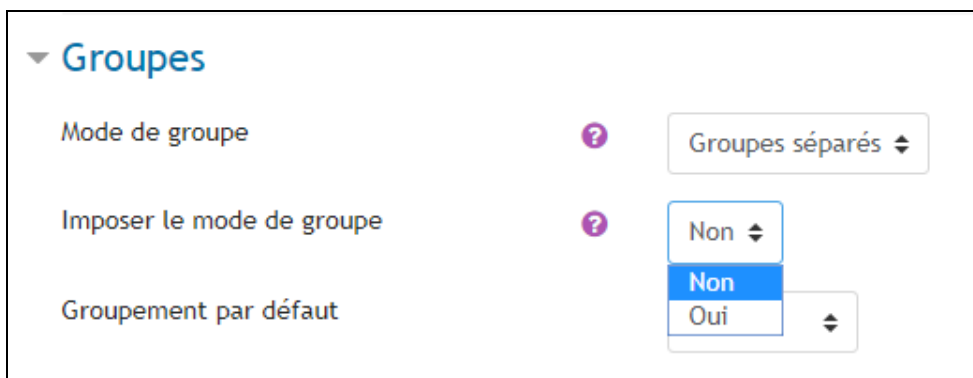 Groupes
Mode de groupe
Groupes séparés
Imposer le mode de groupe
Non
Non
Oui
Groupement par défaut